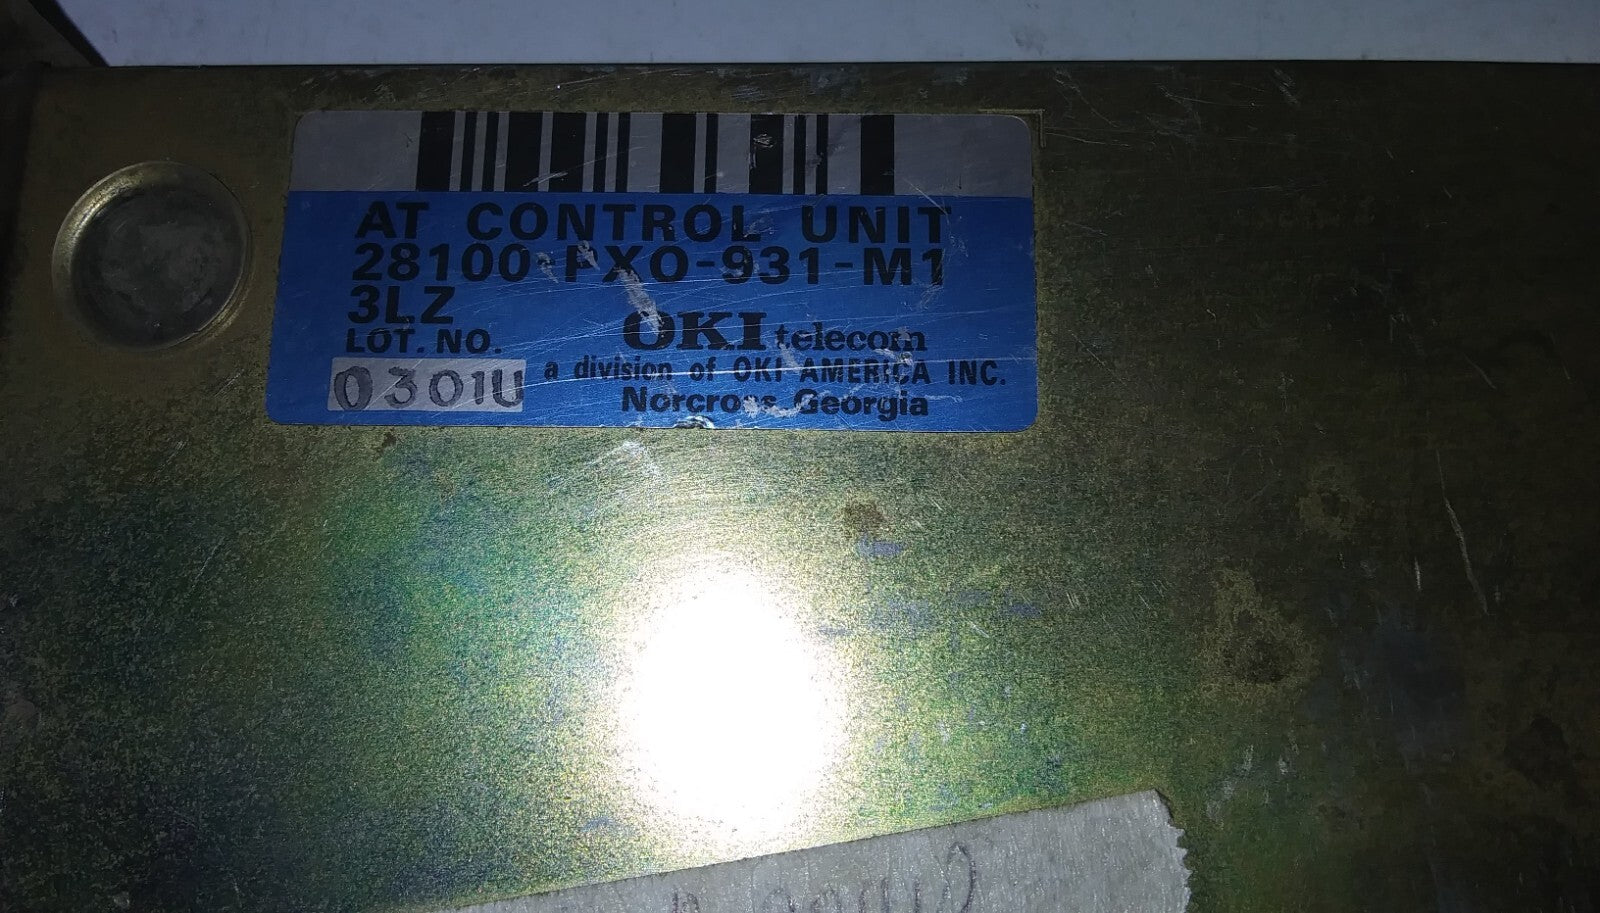 AT CONTROL UNIT
28100-PX0-931-M1
3LZ
LOT. NO.
0301U
OKI telecom
a division of OKI AMERICA INC.
Norcross Georgia